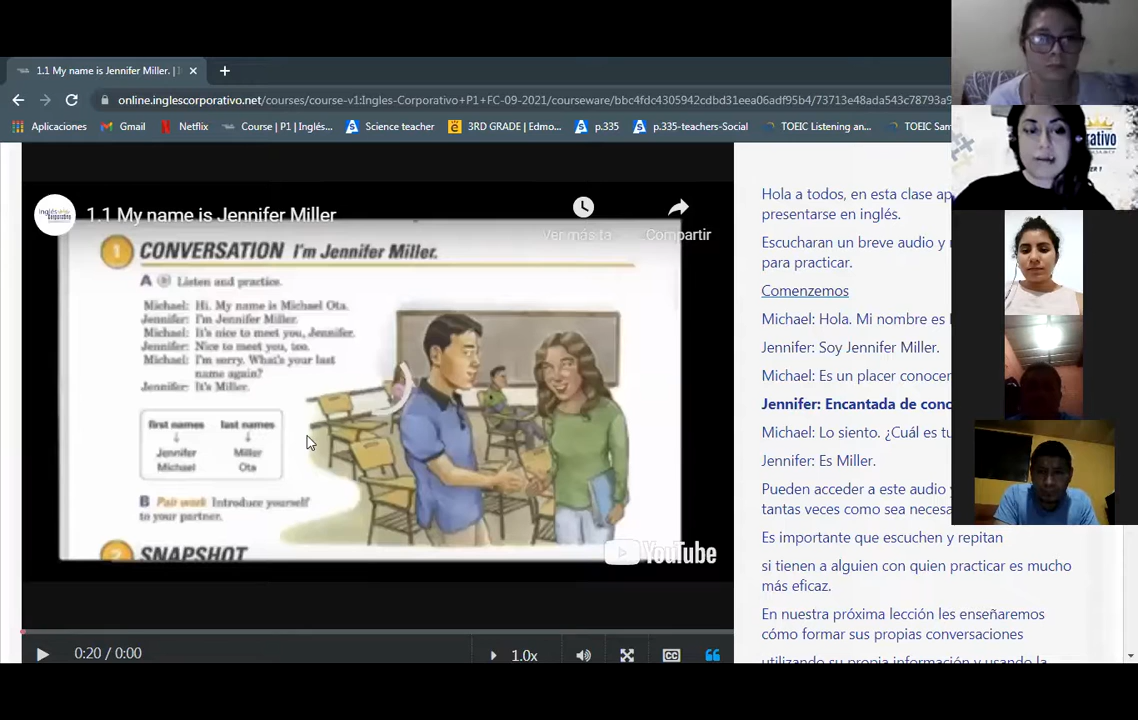 1.1 My name is Jennifer Miller. |
online.inglescorporativo.net/courses/course-v1:Ingles-Corporativo+P1+FC-09-2021/courseware/bbc4fdc4305942cdbd31eea06adf95b4/73713e48ada543c78793a9
Aplicaciones Gmail Netflix Course | P1 | Inglés... Science teacher 3RD GRADE | Edmo... p.335 p.335-teachers-Social TOEIC Listening an... TOEIC San
1.1 My name is Jennifer Miller
Ver más ta Compartir
1 CONVERSATION I'm Jennifer Miller.
A Listen and practice.
Michael: Hi. My name is Michael Ota.
Jennifer: I'm Jennifer Miller.
Michael: It's nice to meet you, Jennifer.
Jennifer: Nice to meet you, too.
Michael: I'm sorry. What's your last
name again?
Jennifer: It's Miller.
first names last names
Jennifer Miller
Michael Ota
B Pair work Introduce yourself
to your partner.
2 SNAPSHOT
YouTube
0:20 / 0:00
1.0x
CC
Hola a todos, en esta clase ap
presentarse en inglés.
Escucharan un breve audio y
para practicar.
Comenzemos
Michael: Hola. Mi nombre es
Jennifer: Soy Jennifer Miller.
Michael: Es un placer conocer
Jennifer: Encantada de cono
Michael: Lo siento. ¿Cuál es tu
Jennifer: Es Miller.
Pueden acceder a este audio y
tantas veces como sea necesa
Es importante que escuchen y repitan
si tienen a alguien con quien practicar es mucho
más eficaz.
En nuestra próxima lección les enseñaremos
cómo formar sus propias conversaciones
utilizando su propia información y usando la